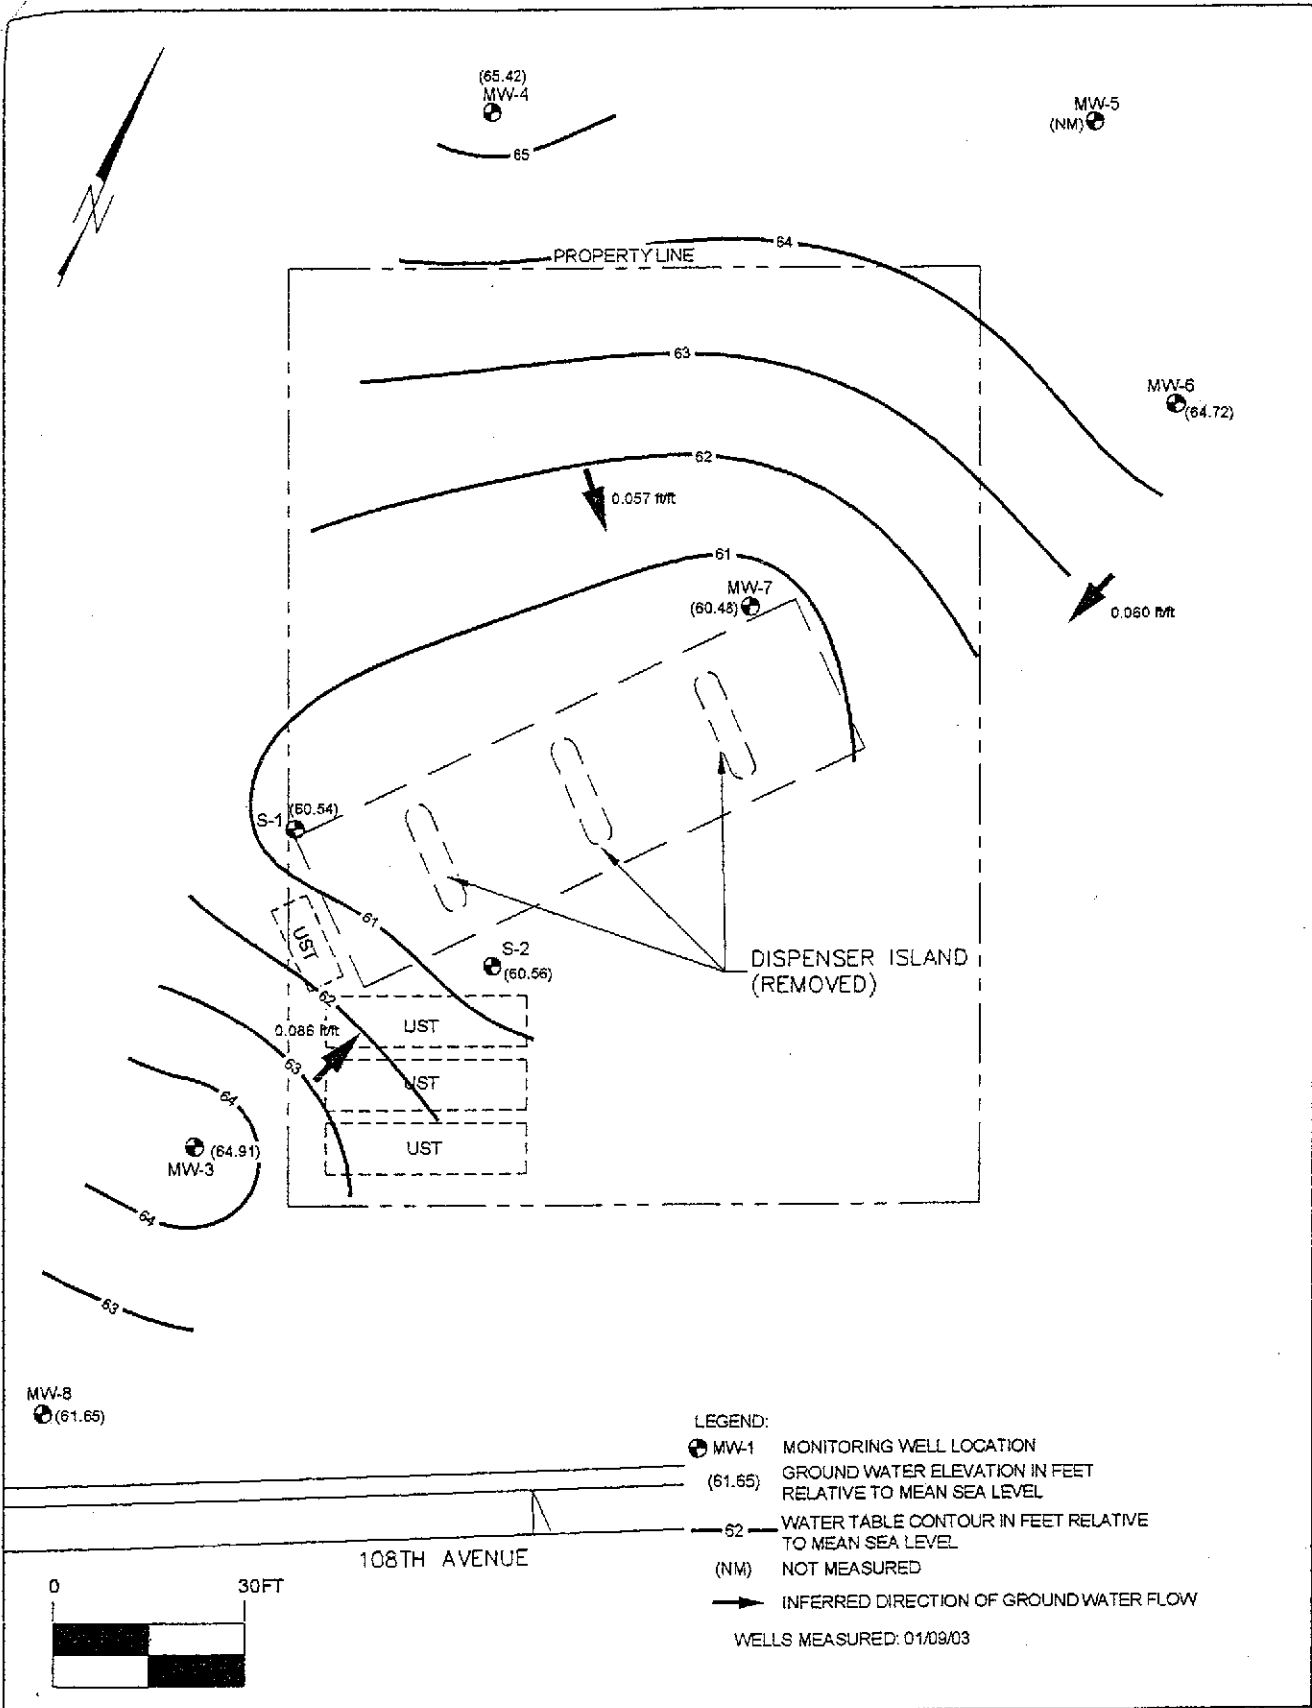 (65.42)
MW-4
MW-5
(NM)
65
N
PROPERTY LINE
64
63
MW-6
(64.72)
62
0.057 ft/ft
61
MW-7
(60.48)
0.060 ft/ft
S-1
(60.54)
61
UST
S-2
(60.56)
DISPENSER ISLAND
(REMOVED)
62
UST
0.086 ft/ft
63
UST
64
UST
(64.91)
MW-3
64
63
MW-8
(61.65)
LEGEND:
MW-1 MONITORING WELL LOCATION
(61.65) GROUND WATER ELEVATION IN FEET
RELATIVE TO MEAN SEA LEVEL
62 WATER TABLE CONTOUR IN FEET RELATIVE
TO MEAN SEA LEVEL
(NM) NOT MEASURED
INFERRED DIRECTION OF GROUND WATER FLOW
WELLS MEASURED: 01/09/03
108TH AVENUE
0 30FT